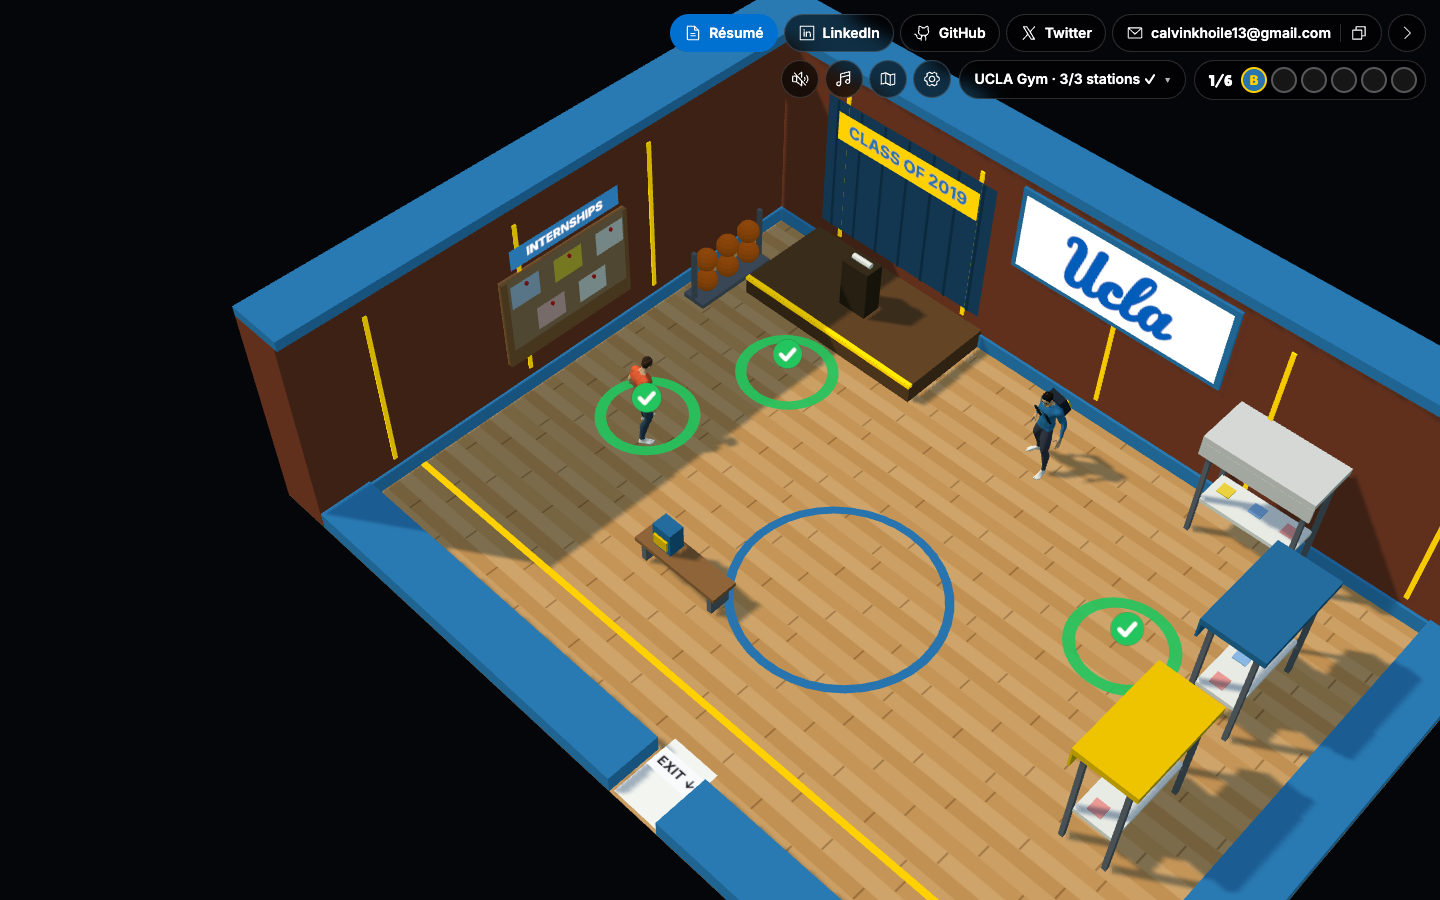 Résumé
LinkedIn
GitHub
Twitter
calvinkhoile13@gmail.com
UCLA Gym · 3/3 stations ✓
1/6
B
CLASS OF 2019
INTERNSHIPS
Ucla
EXIT ↓